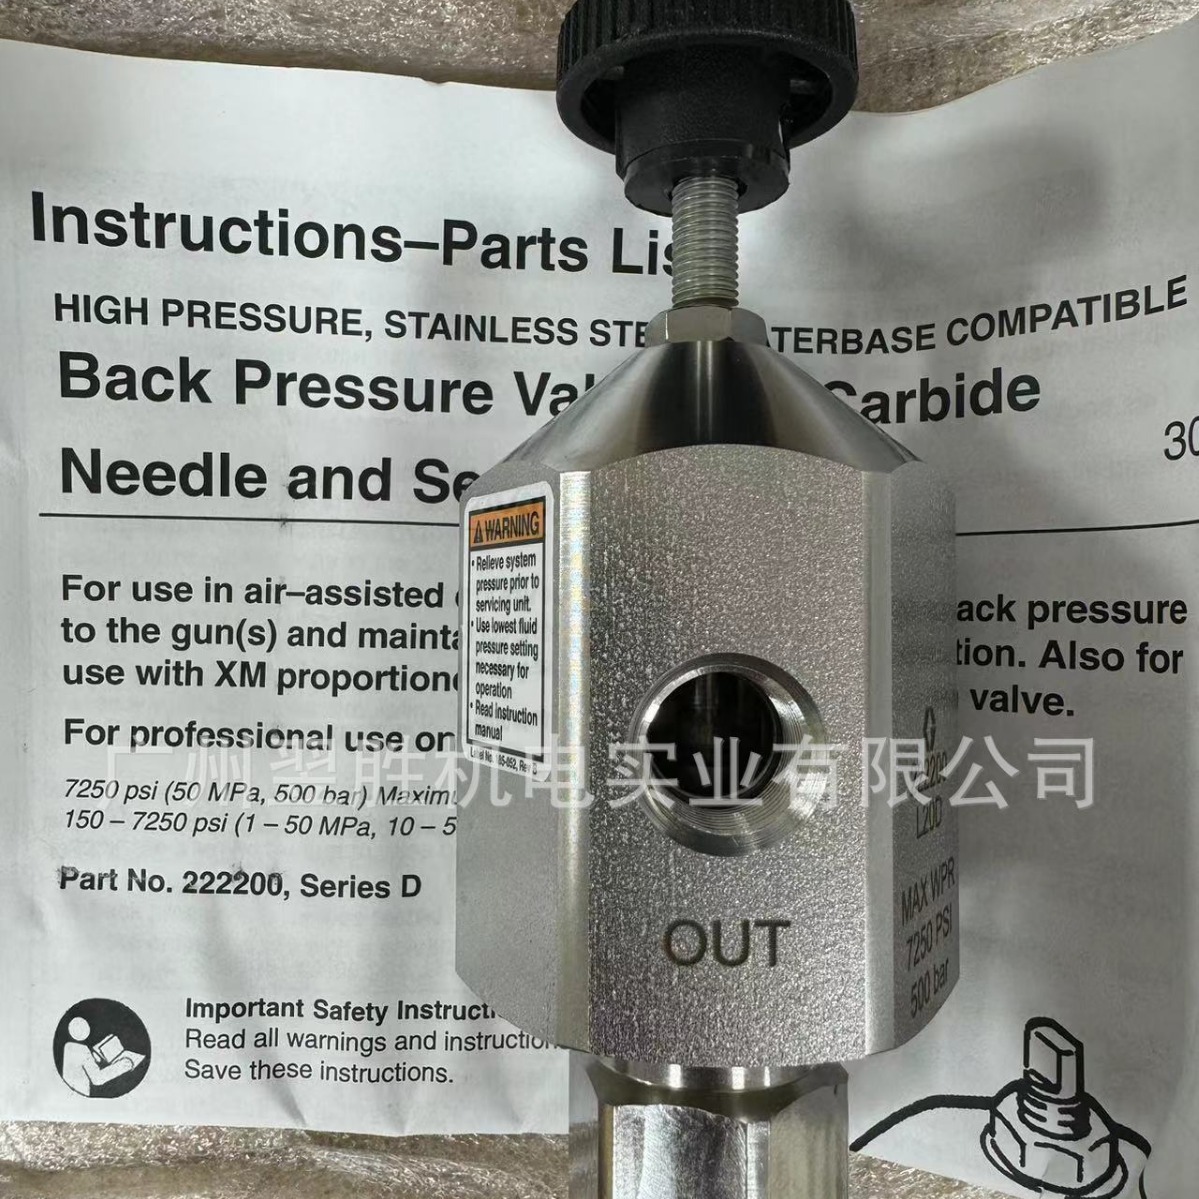 Instructions–Parts Lis
HIGH PRESSURE, STAINLESS STE ATERBASE COMPATIBLE
Back Pressure Va Carbide
Needle and Se
30
WARNING
• Relieve system
pressure prior to
servicing unit.
• Use lowest fluid
pressure setting
necessary for
operation
• Read instruction
manual
For use in air–assisted ack pressure
to the gun(s) and mainta tion. Also for
use with XM proportion valve.
For professional use on
广州翌胜机电实业有限公司
7250 psi (50 MPa, 500 bar) Maxim
150 – 7250 psi (1 – 50 MPa, 10 – 5
Part No. 222200, Series D
L20D
OUT
MAX WPR
7250 PSI
500 bar
Important Safety Instructi
Read all warnings and instruction
Save these instructions.